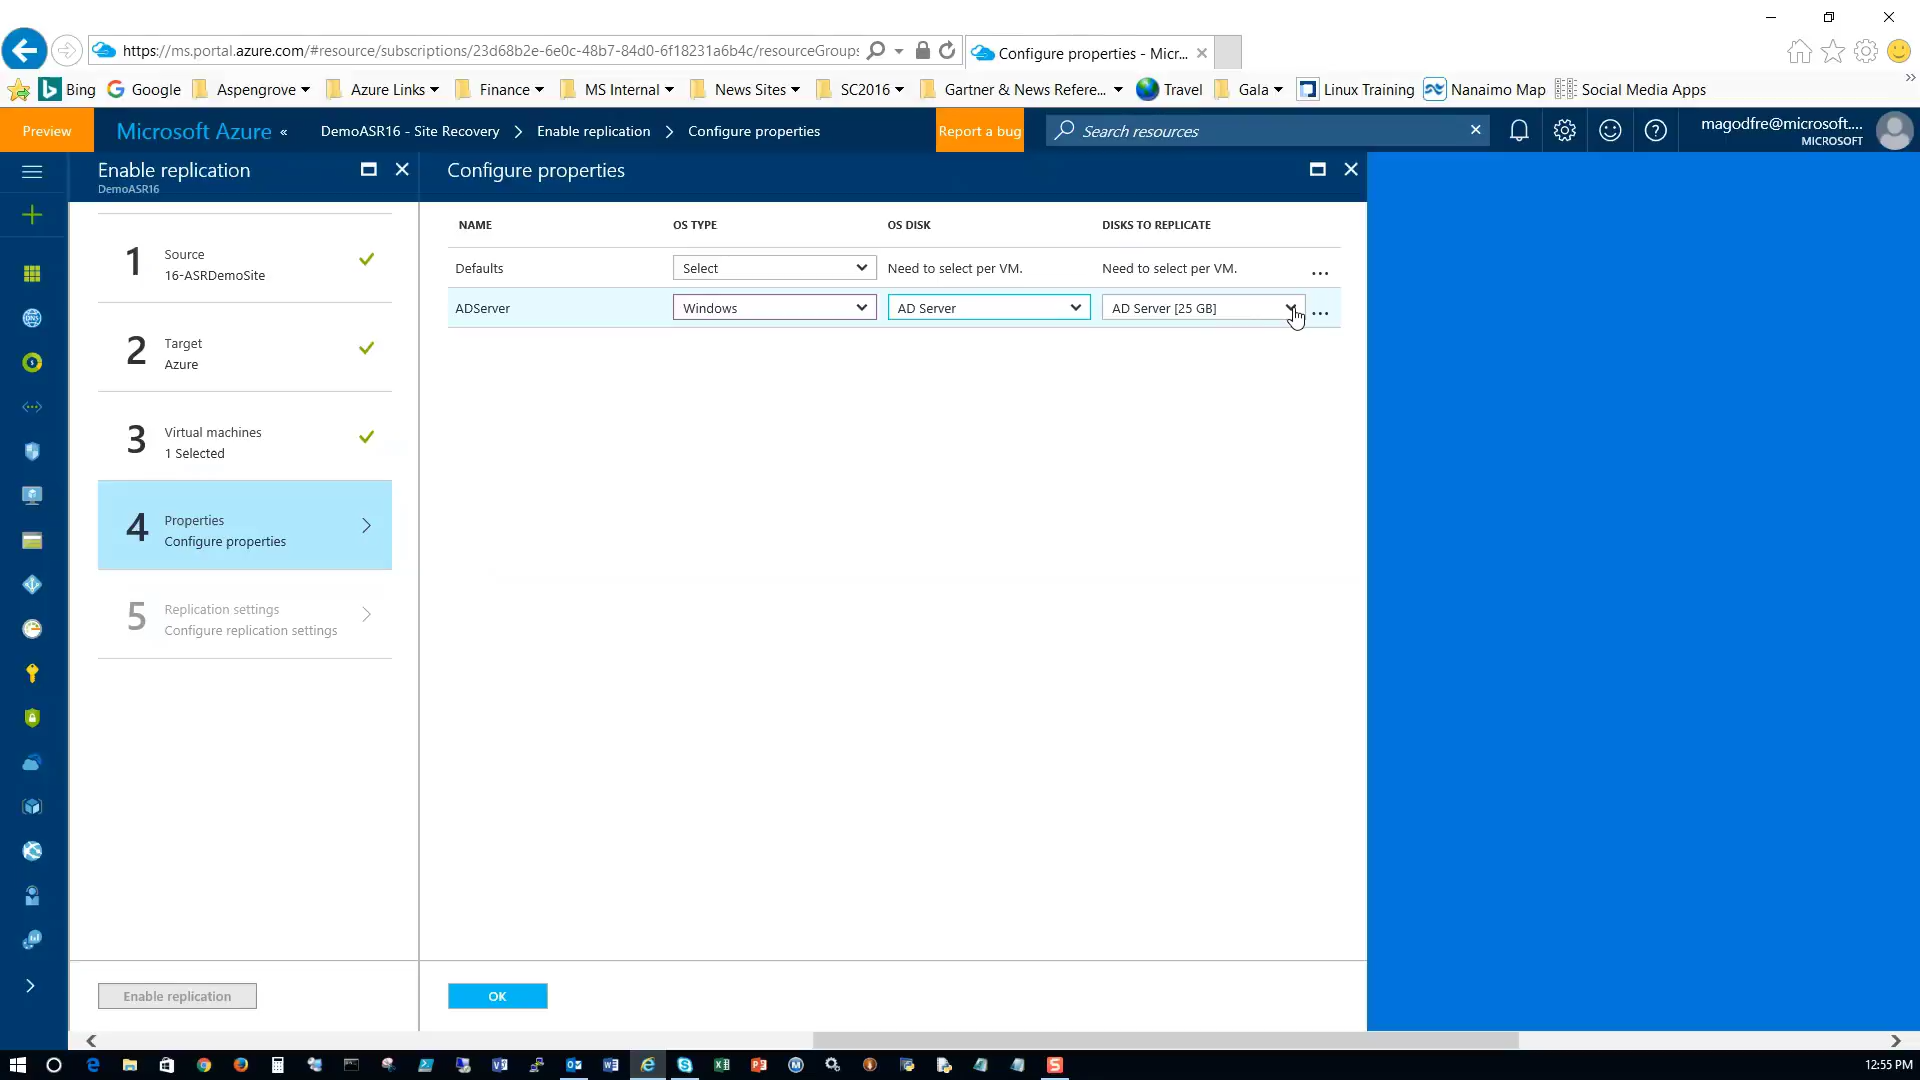 https://ms.portal.azure.com/#resource/subscriptions/23d68b2e-6e0c-48b7-84d0-6f18231a6b4c/resourceGroups
Configure properties - Micr...
Bing
Google
Aspengrove
Azure Links
Finance
MS Internal
News Sites
SC2016
Gartner & News Refere...
Travel
Gala
Linux Training
Nanaimo Map
Social Media Apps
Preview
Microsoft Azure «
DemoASR16 - Site Recovery
Enable replication
Configure properties
Report a bug
Search resources
magodfre@microsoft....
MICROSOFT
Enable replication
DemoASR16
Configure properties
NAME OS TYPE OS DISK DISKS TO REPLICATE
Defaults Select Need to select per VM. Need to select per VM. ...
ADServer Windows AD Server AD Server [25 GB] ...
1 Source
16-ASRDemoSite
2 Target
Azure
3 Virtual machines
1 Selected
4 Properties
Configure properties
5 Replication settings
Configure replication settings
Enable replication
OK
12:55 PM